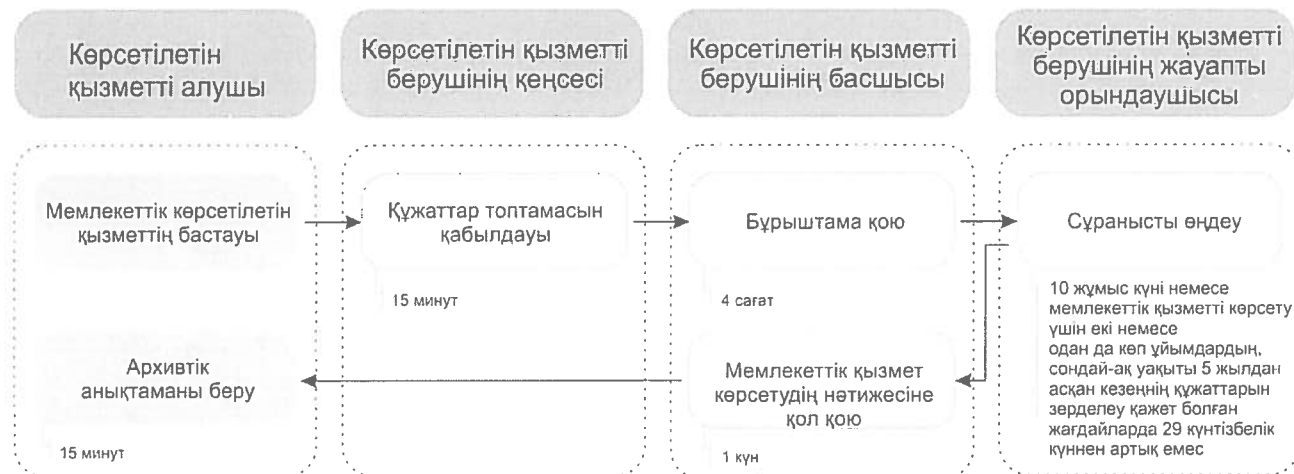 Көрсетілетін
қызметті алушы
Көрсетілетін қызметті
берушінің кеңсесі
Көрсетілетін қызметті
берушінің басшысы
Көрсетілетін қызметті
берушінің жауапты
орындаушысы
Мемлекеттік көрсетілетін
қызметтің бастауы
Құжаттар топтамасын
қабылдауы
15 минут
Бұрыштама қою
4 сағат
Сұранысты өңдеу
10 жұмыс күні немесе
мемлекеттік қызметті көрсету
үшін екі немесе
одан да көп ұйымдардың,
сондай-ақ уақыты 5 жылдан
асқан кезеңнің құжаттарын
зерделеу қажет болған
жағдайларда 29 күнтізбелік
күннен артық емес
Мемлекеттік қызмет
көрсетудің нәтижесіне
қол қою
1 күн
Архивтік
анықтаманы беру
15 минут